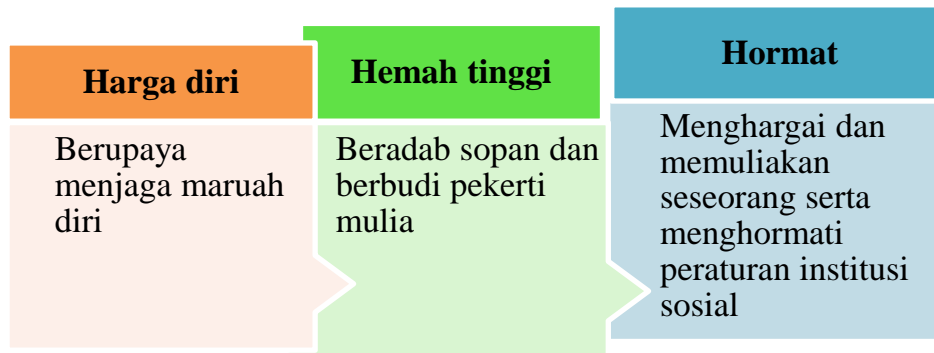 Harga diri
Berupaya
menjaga maruah
diri
Hemah tinggi
Beradab sopan dan
berbudi pekerti
mulia
Hormat
Menghargai dan
memuliakan
seseorang serta
menghormati
peraturan institusi
sosial